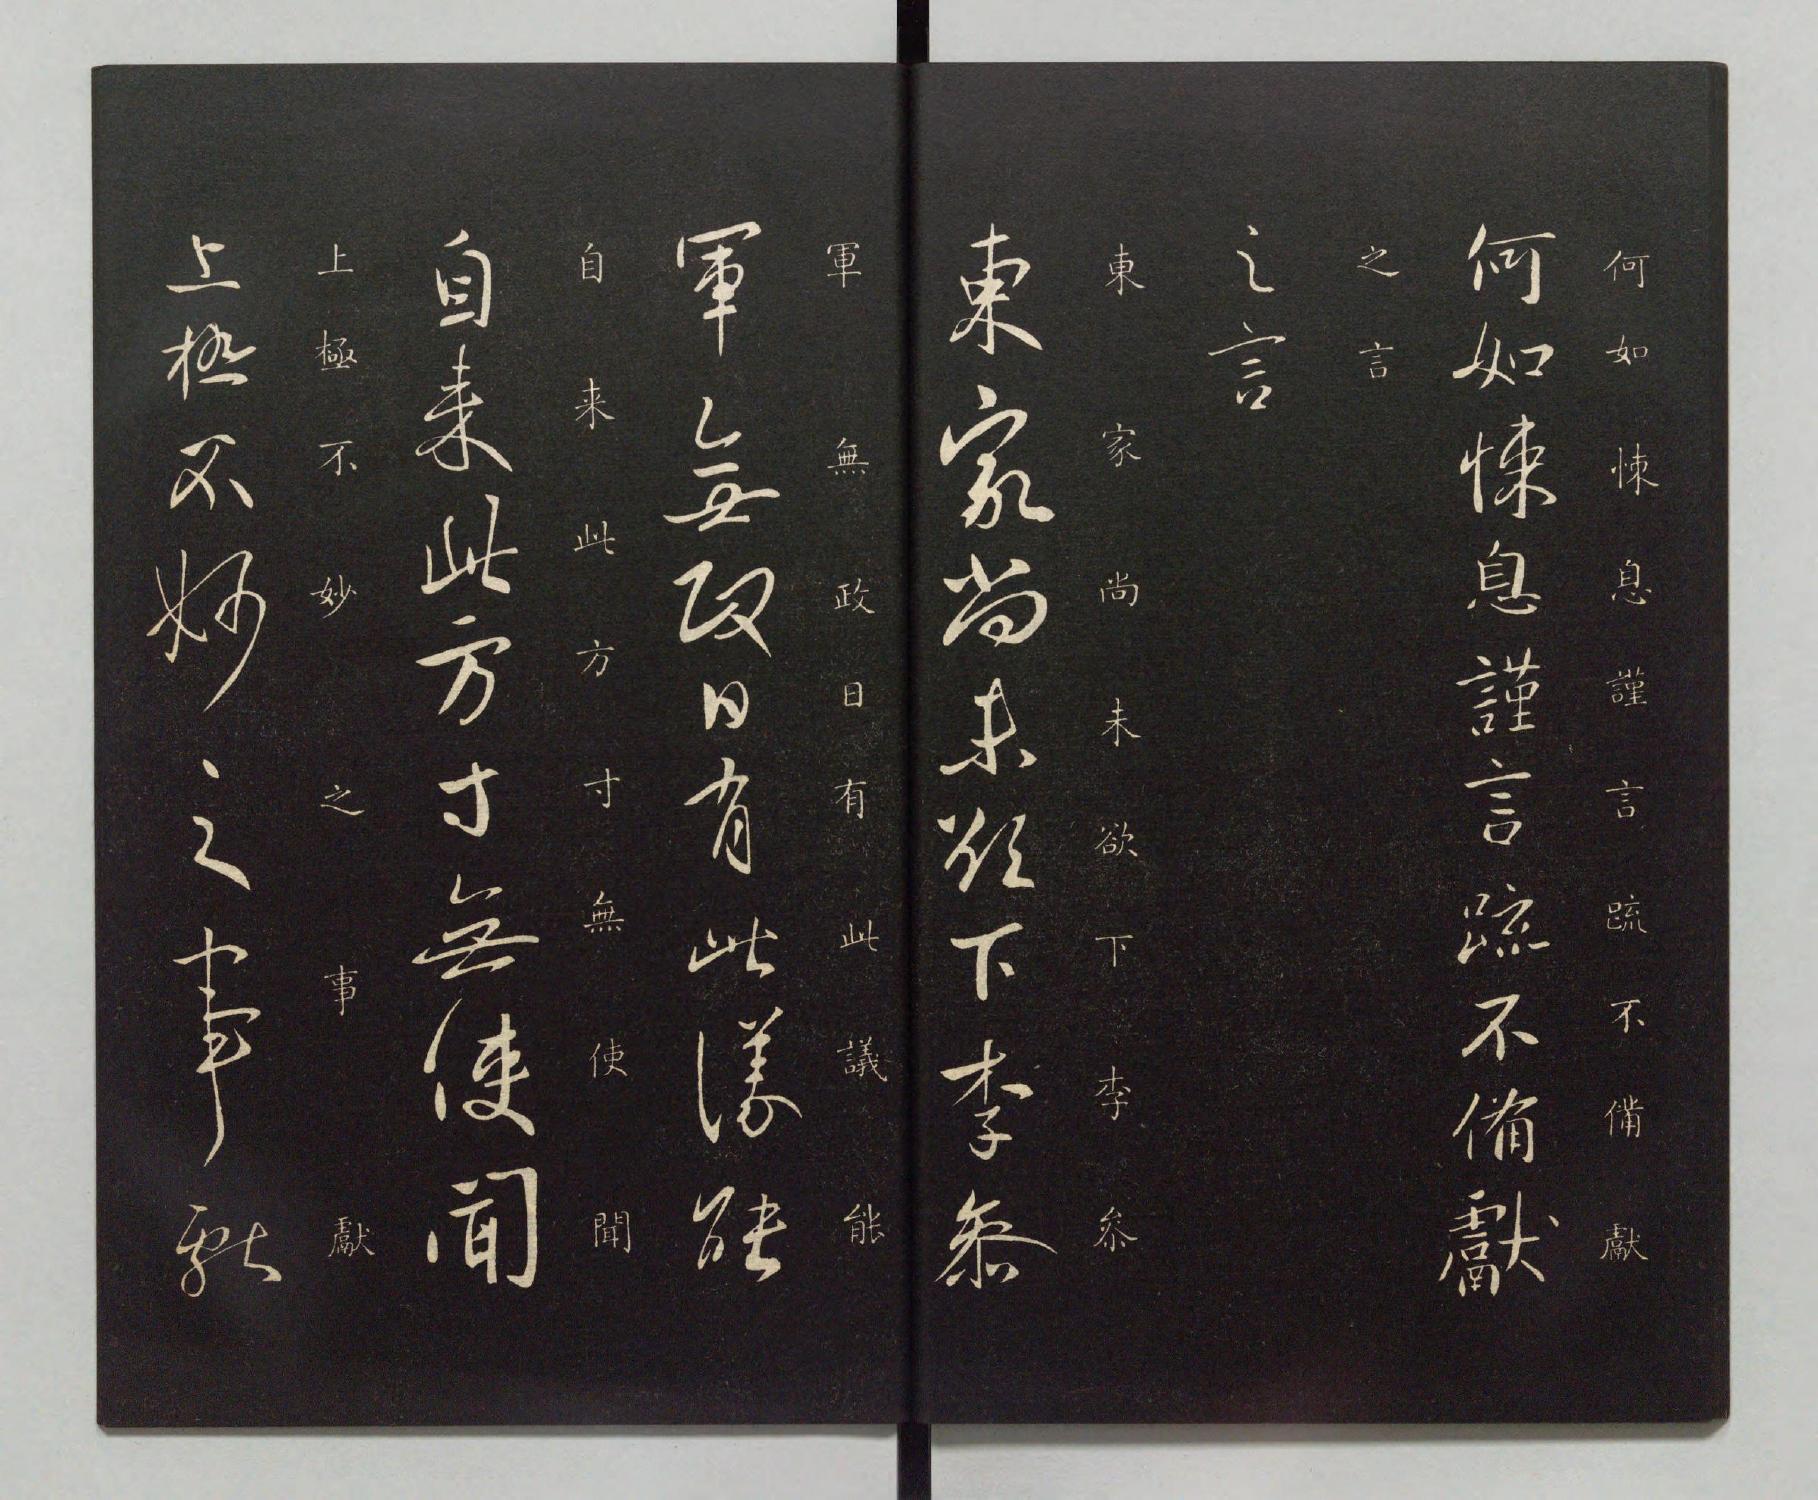 何如悚息謹言疏不備獻
何如悚息謹言疏不備獻
之言
之言
東家尚未欲下李参
東家尚未欲下李参
軍無政日有此議能
軍無政日有此議能
自来此方寸無使聞
自来此方寸無使聞
上極不妙之事獻
上極不妙之事獻